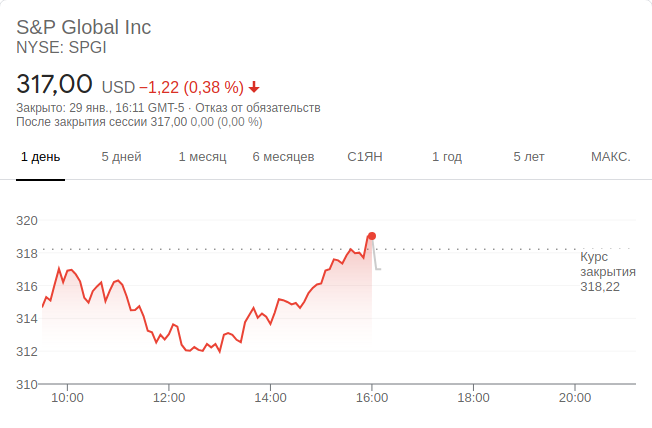 S&P Global Inc
NYSE: SPGI
317,00 USD −1,22 (0,38 %)
Закрыто: 29 янв., 16:11 GMT-5 · Отказ от обязательств
После закрытия сессии 317,00 0,00 (0,00 %)
1 день 5 дней 1 месяц 6 месяцев С1ЯН 1 год 5 лет МАКС.
320
318
Курс
закрытия
318,22
316
314
312
310
10:00 12:00 14:00 16:00 18:00 20:00